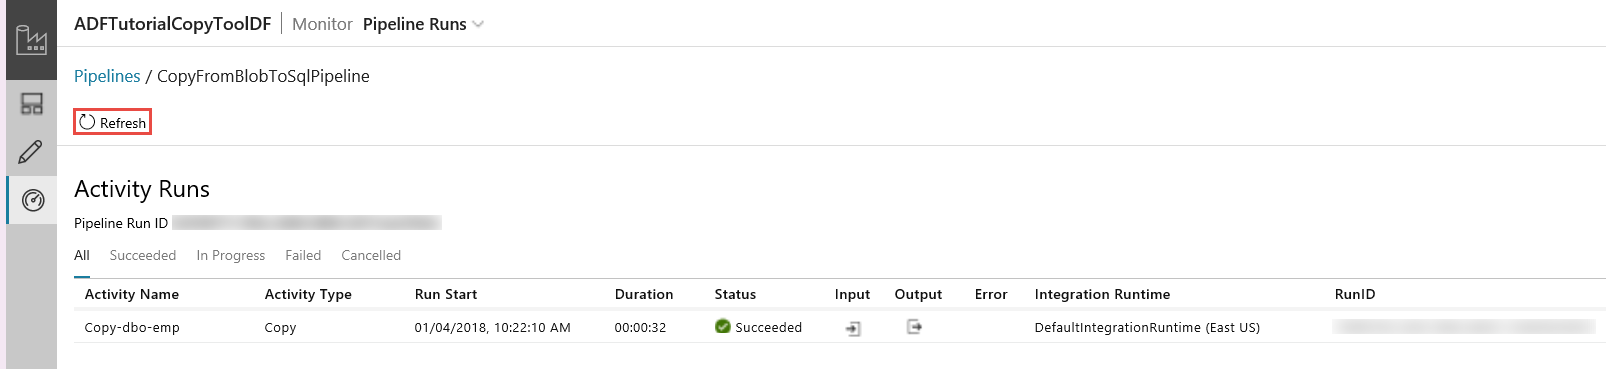 ADFTutorialCopyToolDF Monitor Pipeline Runs
Pipelines / CopyFromBlobToSqlPipeline
Refresh
Activity Runs
Pipeline Run ID
All Succeeded In Progress Failed Cancelled
Activity Name Activity Type Run Start Duration Status Input Output Error Integration Runtime RunID
Copy-dbo-emp Copy 01/04/2018, 10:22:10 AM 00:00:32 Succeeded DefaultIntegrationRuntime (East US)